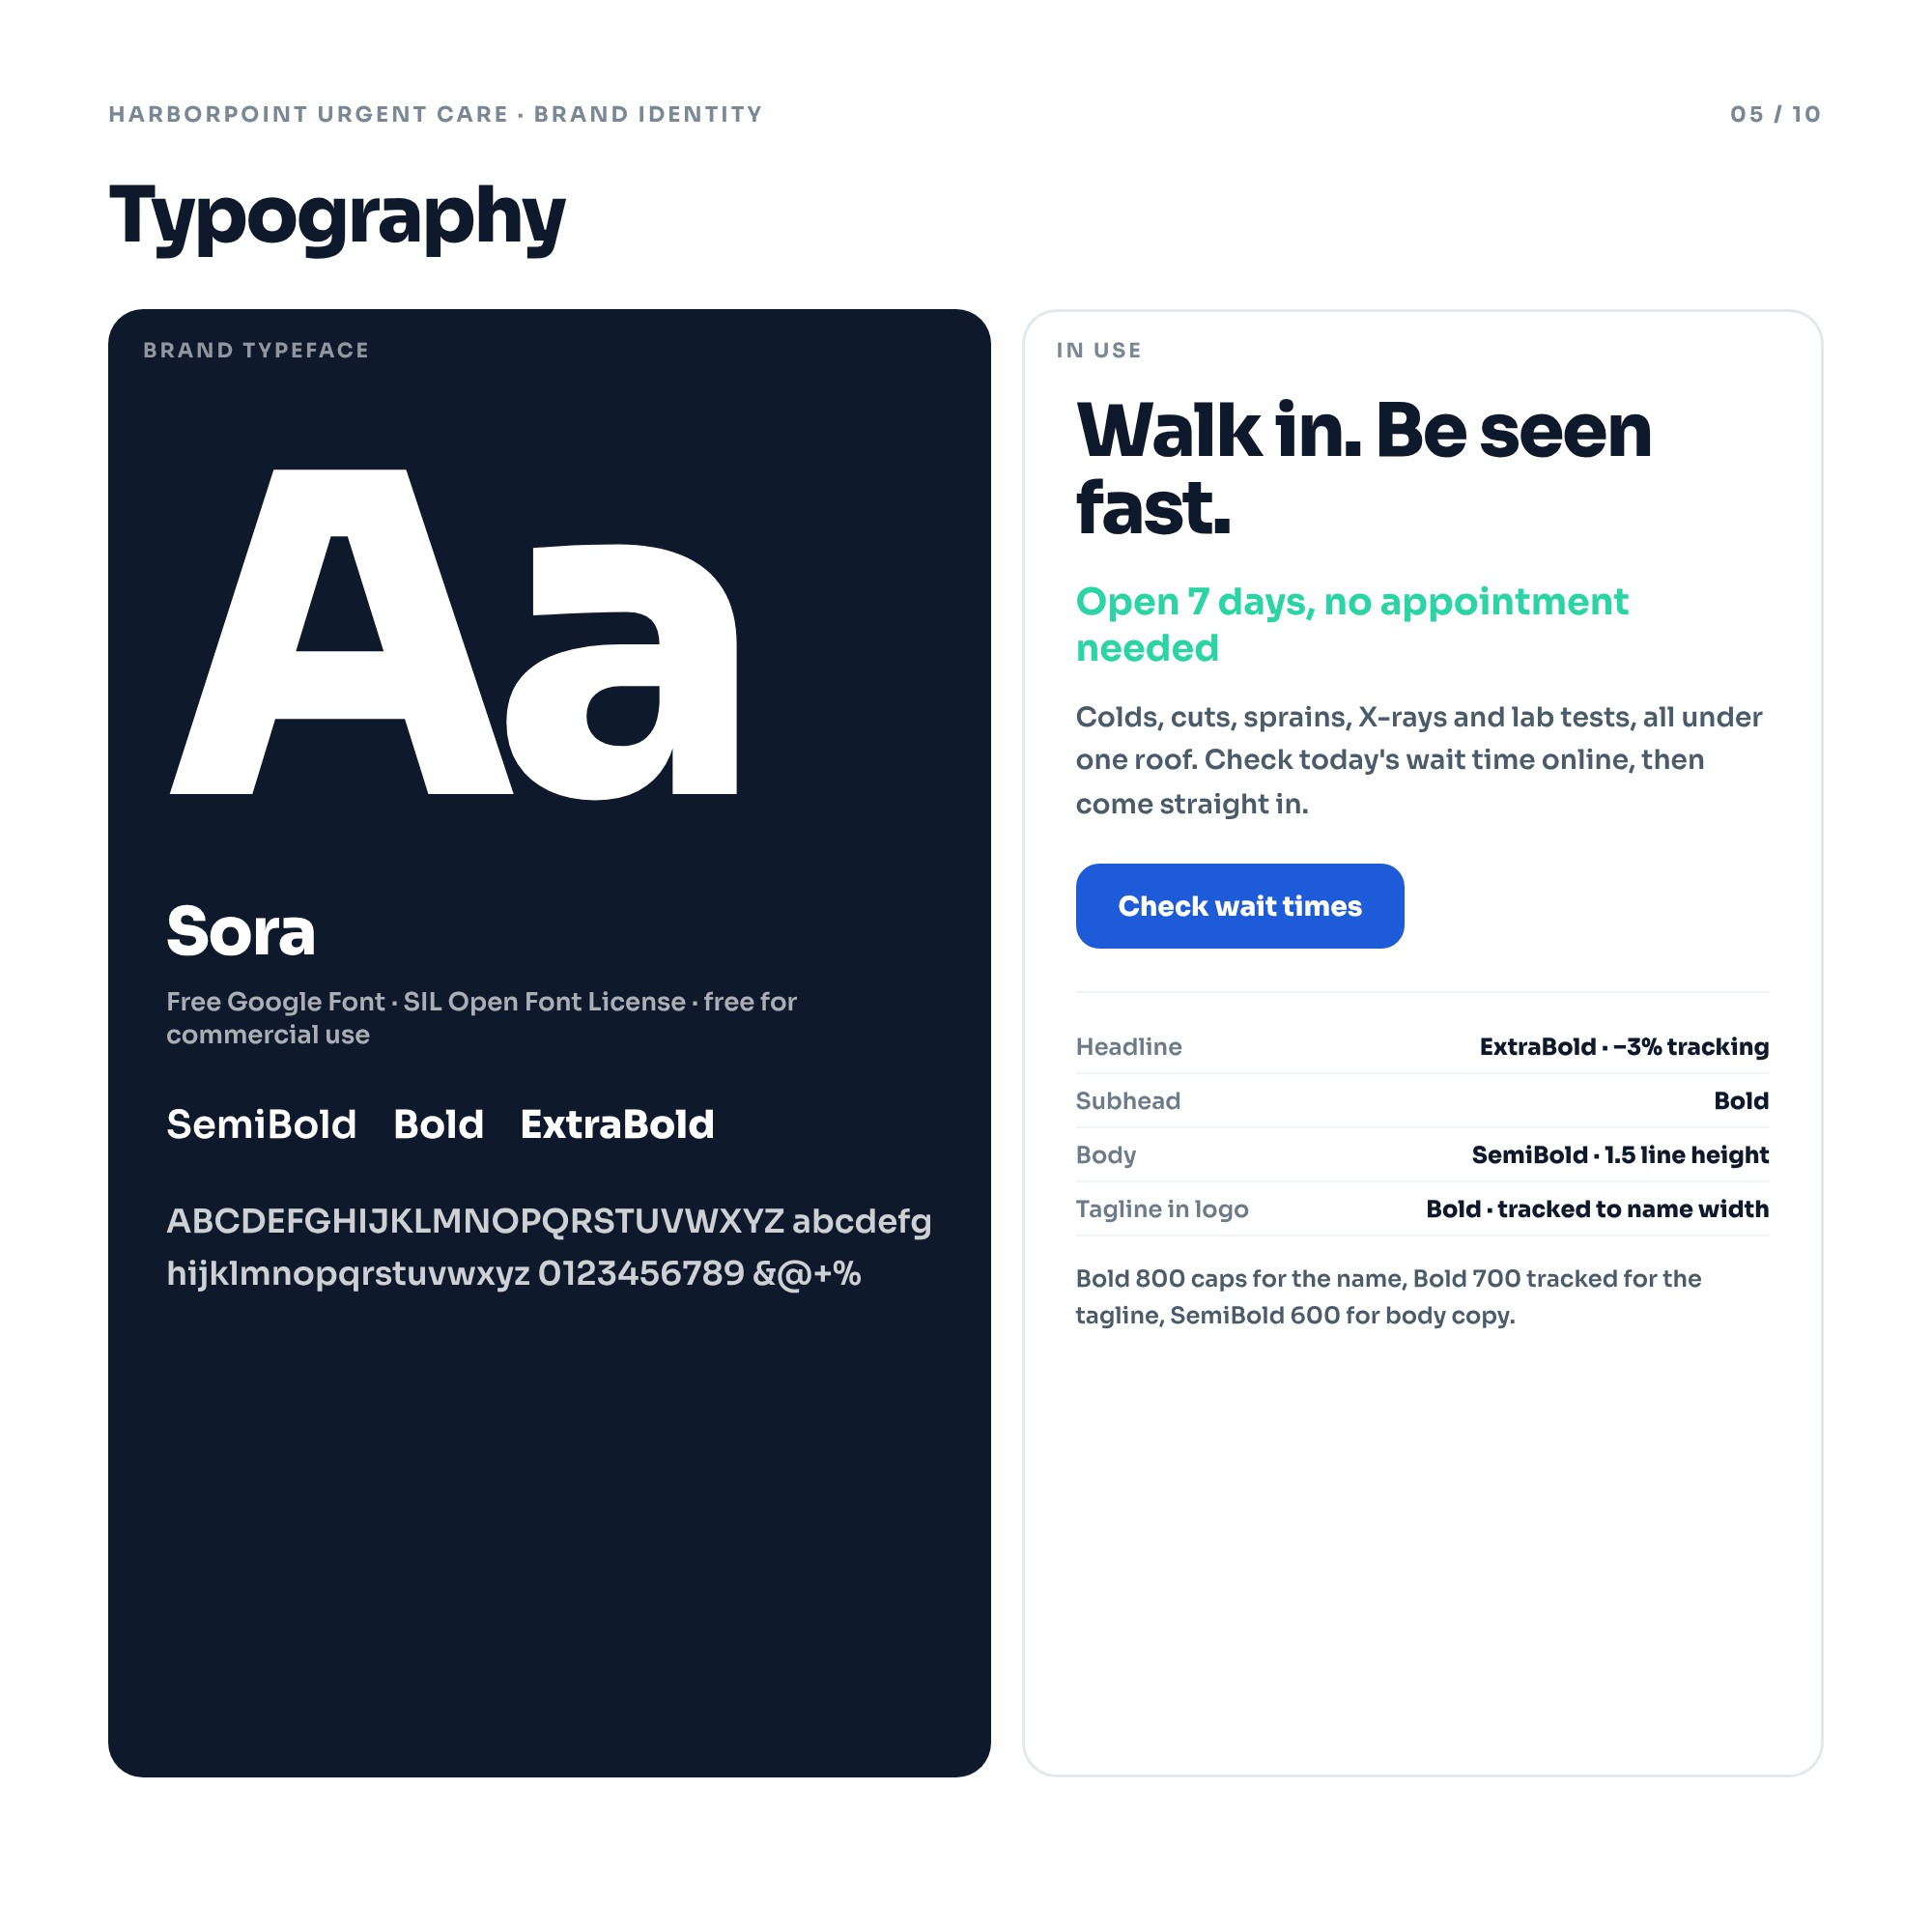 HARBORPOINT URGENT CARE · BRAND IDENTITY
05 / 10
Typography
BRAND TYPEFACE
Aa
Sora
Free Google Font · SIL Open Font License · free for
commercial use
SemiBold Bold ExtraBold
ABCDEFGHIJKLMNOPQRSTUVWXYZ abcdefg
hijklmnopqrstuvwxyz 0123456789 &@+%
IN USE
Walk in. Be seen
fast.
Open 7 days, no appointment
needed
Colds, cuts, sprains, X-rays and lab tests, all under
one roof. Check today's wait time online, then
come straight in.
Check wait times
Headline ExtraBold · −3% tracking
Subhead Bold
Body SemiBold · 1.5 line height
Tagline in logo Bold · tracked to name width
Bold 800 caps for the name, Bold 700 tracked for the
tagline, SemiBold 600 for body copy.